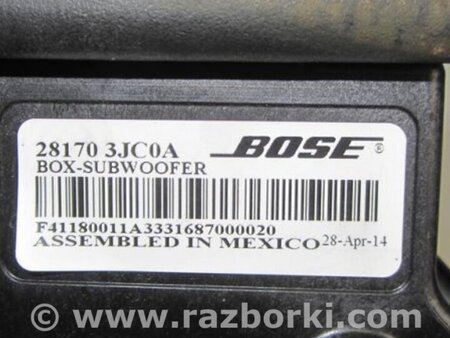 28170 3JC0A BOSE®
BOX-SUBWOOFER
F41180011A3331687000020
ASSEMBLED IN MEXICO 28-Apr-14
www.razborki.com